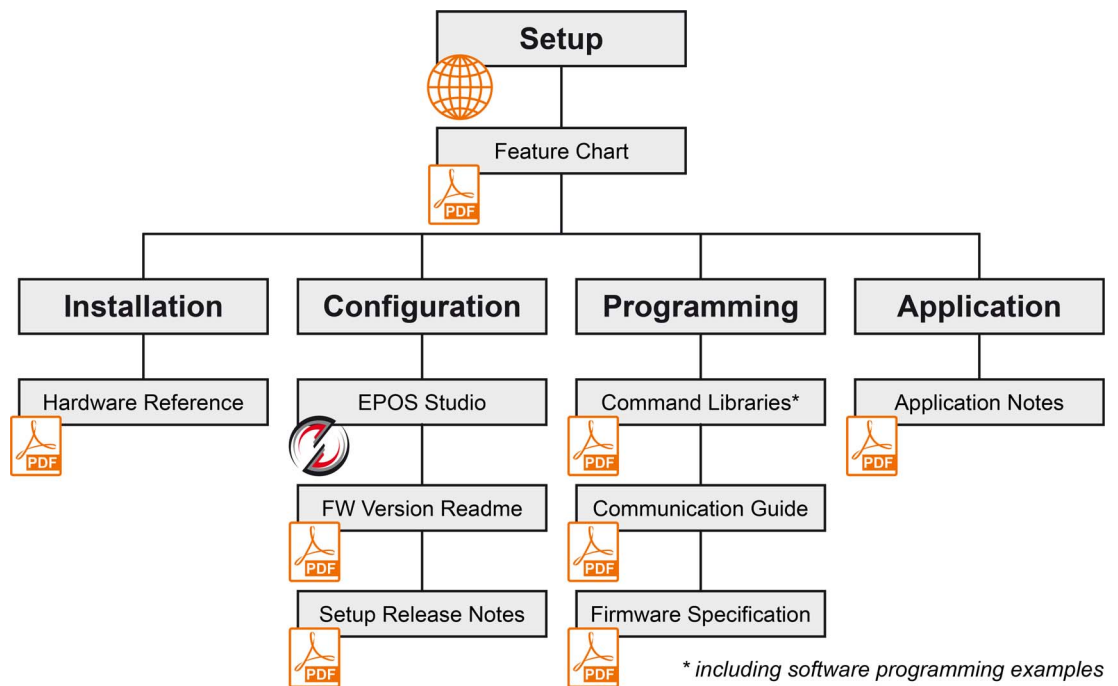 Setup
Feature Chart
PDF
Installation
Configuration
Programming
Application
Hardware Reference
EPOS Studio
Command Libraries*
Application Notes
PDF
PDF
PDF
FW Version Readme
Communication Guide
PDF
PDF
Setup Release Notes
Firmware Specification
PDF
PDF
* including software programming examples